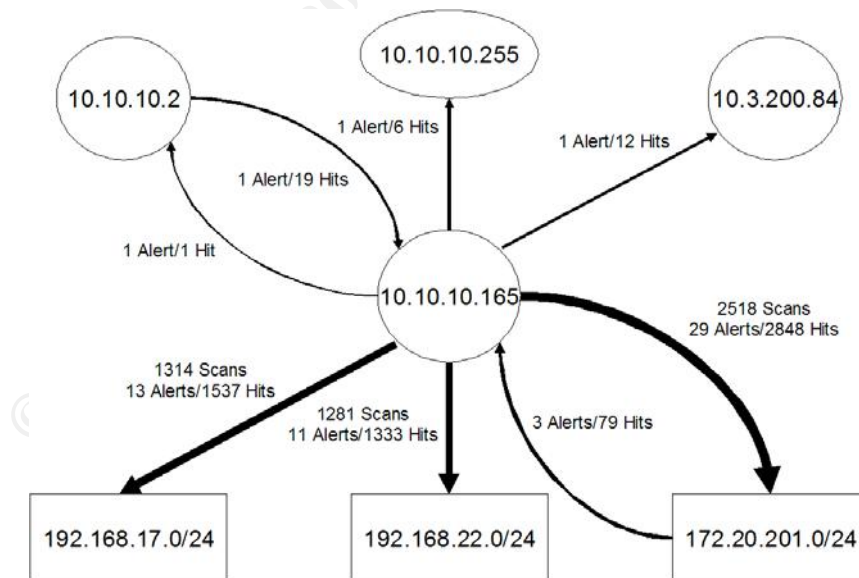 10.10.10.2
10.10.10.255
10.3.200.84
1 Alert/6 Hits
1 Alert/12 Hits
1 Alert/19 Hits
1 Alert/1 Hit
10.10.10.165
2518 Scans
29 Alerts/2848 Hits
1314 Scans
13 Alerts/1537 Hits
1281 Scans
11 Alerts/1333 Hits
3 Alerts/79 Hits
192.168.17.0/24
192.168.22.0/24
172.20.201.0/24